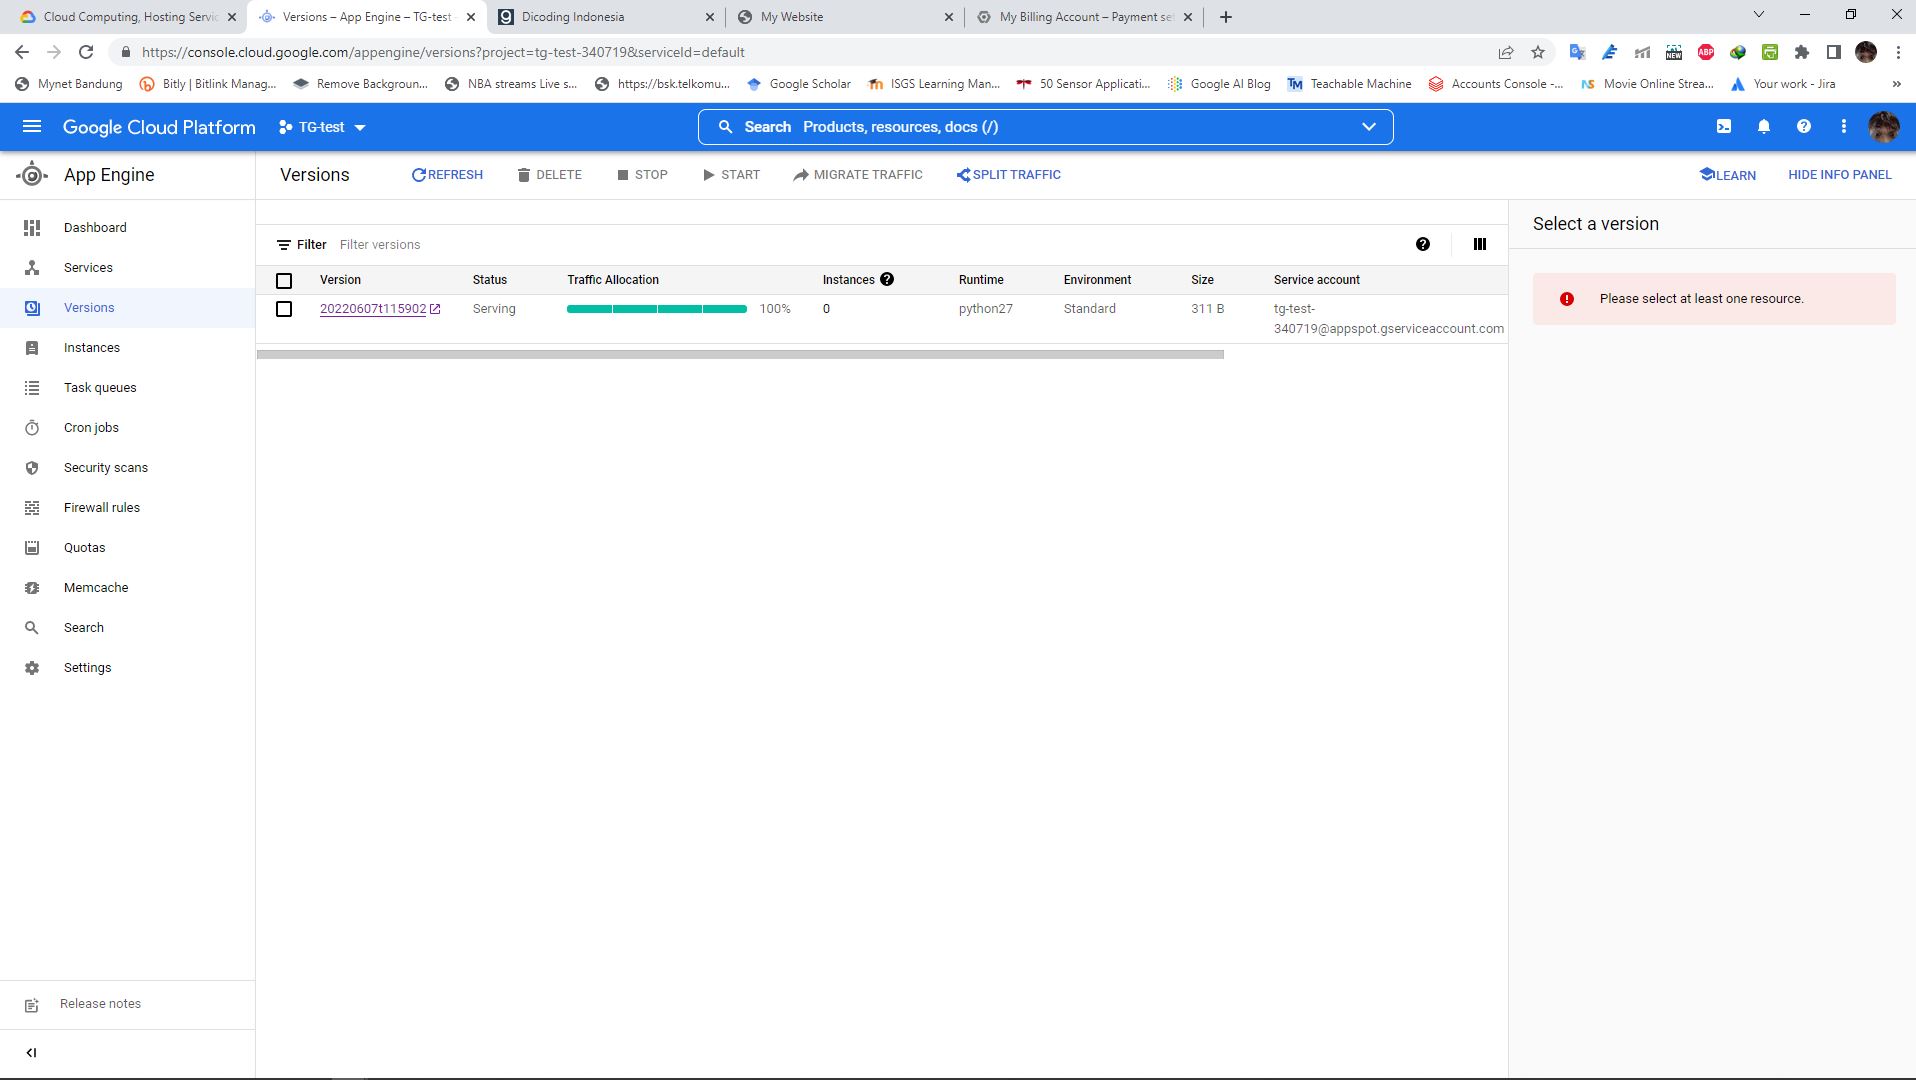 Cloud Computing, Hosting Servic
Versions – App Engine – TG-test -
Dicoding Indonesia
My Website
My Billing Account – Payment set
https://console.cloud.google.com/appengine/versions?project=tg-test-340719&serviceId=default
Mynet Bandung
Bitly | Bitlink Manag...
Remove Backgroun...
NBA streams Live s...
https://bsk.telkomu...
Google Scholar
ISGS Learning Man...
50 Sensor Applicati...
Google AI Blog
TM Teachable Machine
Accounts Console -...
NS Movie Online Strea...
Your work - Jira
»
Google Cloud Platform
TG-test
Search Products, resources, docs (/)
App Engine
Versions
REFRESH
DELETE
STOP
START
MIGRATE TRAFFIC
SPLIT TRAFFIC
LEARN
HIDE INFO PANEL
Dashboard
Services
Versions
Instances
Task queues
Cron jobs
Security scans
Firewall rules
Quotas
Memcache
Search
Settings
Release notes
Filter Filter versions
Version Status Traffic Allocation Instances Runtime Environment Size Service account
20220607t115902 Serving 100% 0 python27 Standard 311 B tg-test-
340719@appspot.gserviceaccount.com
Select a version
Please select at least one resource.
NEW
ABP